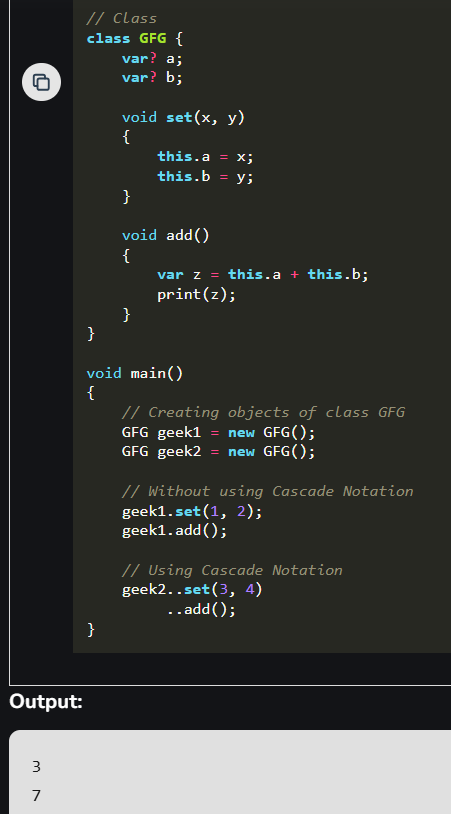 // Class
class GFG {
    var? a;
    var? b;

    void set(x, y)
    {
        this.a = x;
        this.b = y;
    }

    void add()
    {
        var z = this.a + this.b;
        print(z);
    }
}

void main()
{
    // Creating objects of class GFG
    GFG geek1 = new GFG();
    GFG geek2 = new GFG();

    // Without using Cascade Notation
    geek1.set(1, 2);
    geek1.add();

    // Using Cascade Notation
    geek2..set(3, 4)
         ..add();
}
Output:
3
7